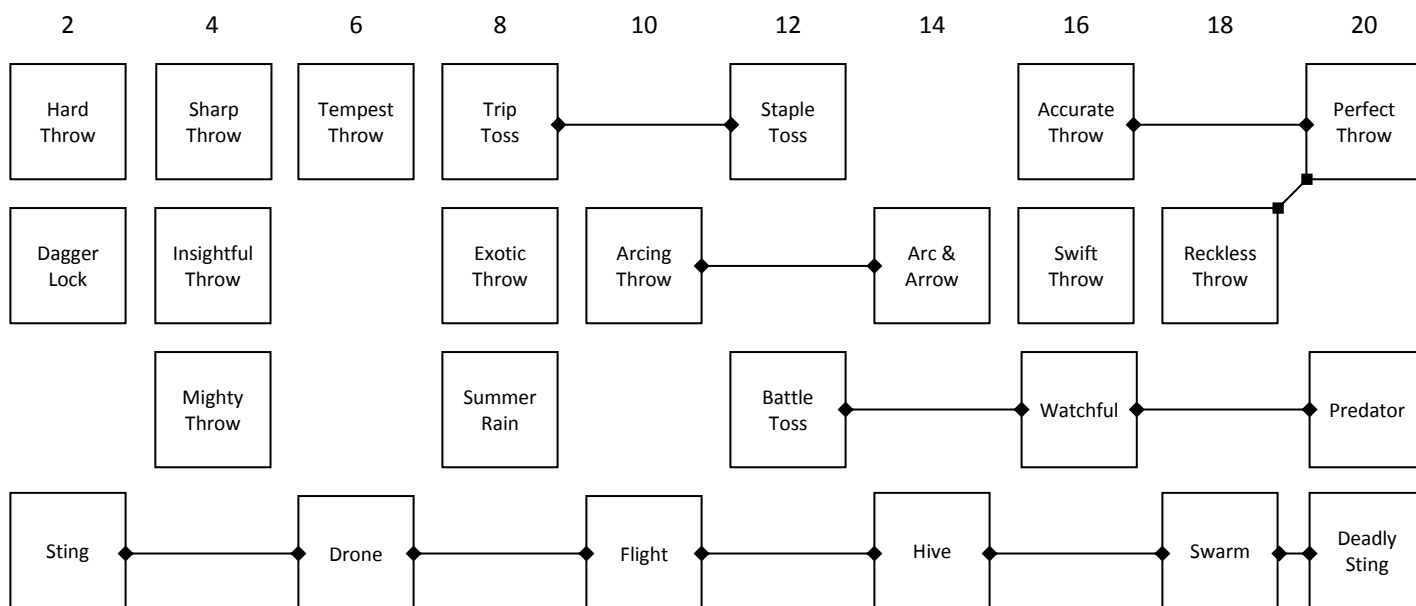 2 4 6 8 10 12 14 16 18 20
Hard
Throw
Sharp
Throw
Tempest
Throw
Trip
Toss
Staple
Toss
Accurate
Throw
Perfect
Throw
Dagger
Lock
Insightful
Throw
Exotic
Throw
Arcing
Throw
Arc &
Arrow
Swift
Throw
Reckless
Throw
Mighty
Throw
Summer
Rain
Battle
Toss
Watchful
Predator
Sting
Drone
Flight
Hive
Swarm
Deadly
Sting